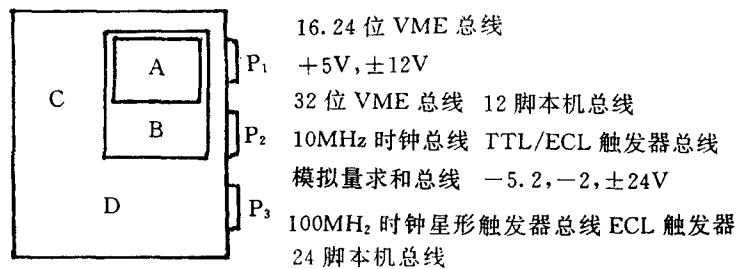 16.24 位 VME 总线
A
P₁
+5V,±12V
C
32 位 VME 总线 12 脚本机总线
B
P₂
10MHz 时钟总线 TTL/ECL 触发器总线
模拟量求和总线 −5.2,−2,±24V
D
P₃
100MH₂ 时钟星形触发器总线 ECL 触发器
24 脚本机总线